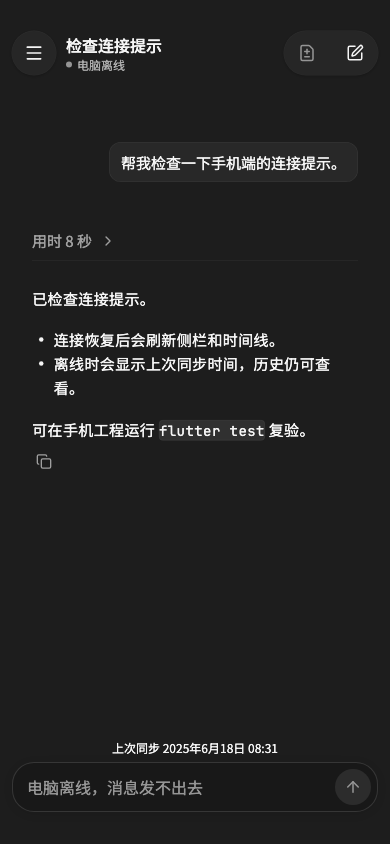 检查连接提示
电脑离线
帮我检查一下手机端的连接提示。
用时 8 秒
已检查连接提示。
• 连接恢复后会刷新侧栏和时间线。
• 离线时会显示上次同步时间，历史仍可查
看。
可在手机工程运行 flutter test 复验。
上次同步 2025年6月18日 08:31
电脑离线，消息发不出去